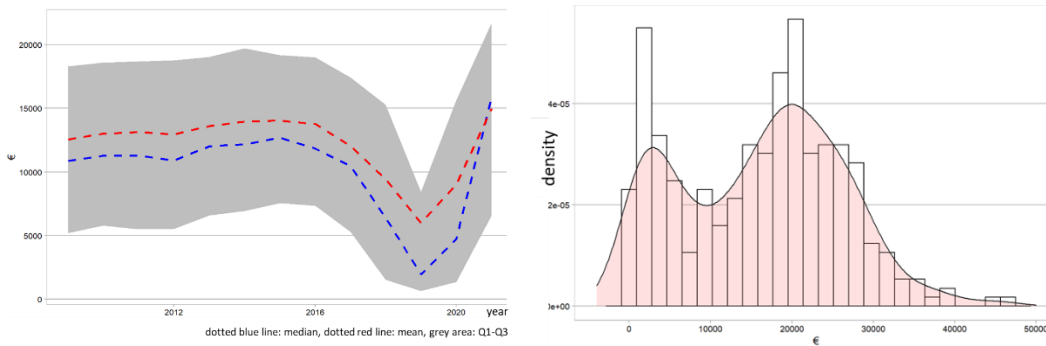 20000
15000
€
10000
5000
0
2012
2016
2020
year
dotted blue line: median, dotted red line: mean, grey area: Q1-Q3
density
4e-05
2e-05
0e+00
0
10000
20000
30000
40000
50000
€